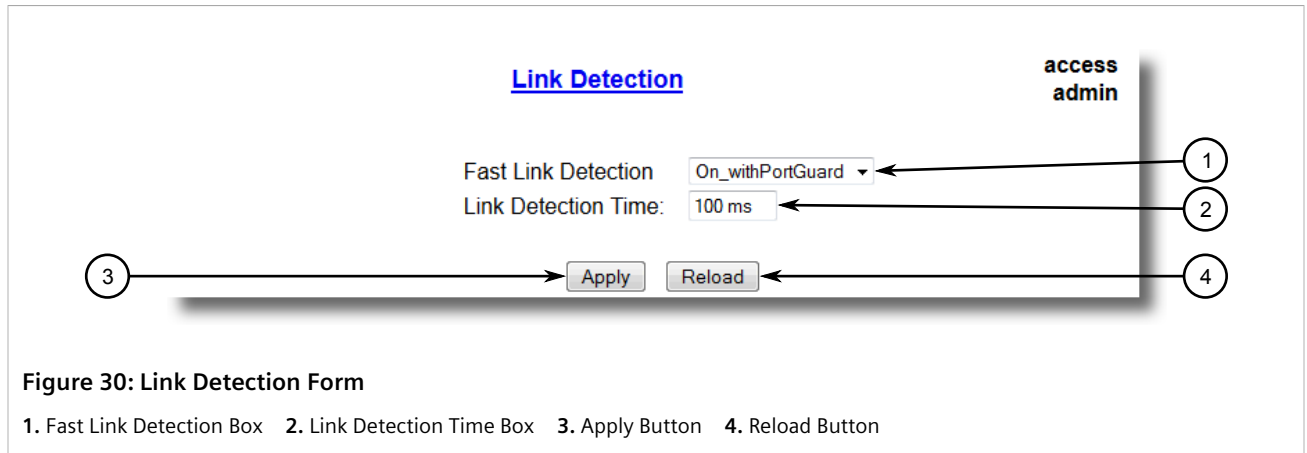 Link Detection
access
admin
Fast Link Detection On_withPortGuard
Link Detection Time: 100 ms
Apply Reload
1
2
3
4
Figure 30: Link Detection Form
1. Fast Link Detection Box 2. Link Detection Time Box 3. Apply Button 4. Reload Button